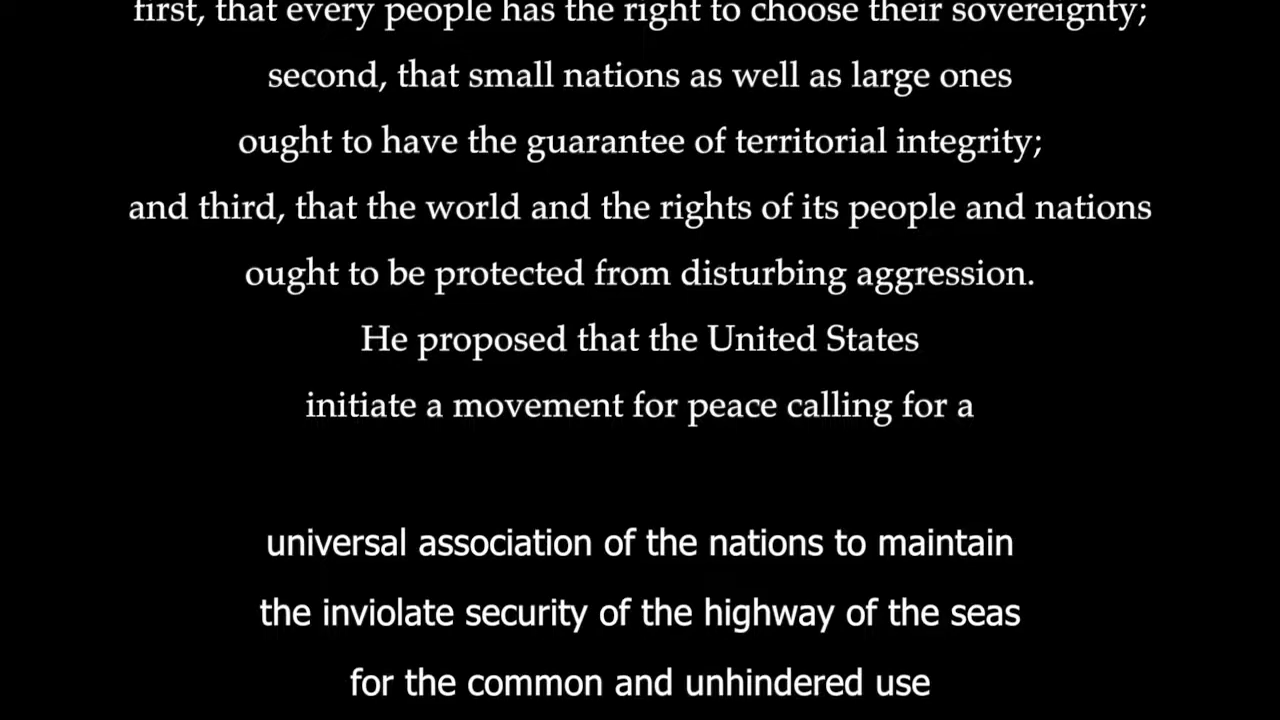 first, that every people has the right to choose their sovereignty;
second, that small nations as well as large ones
ought to have the guarantee of territorial integrity;
and third, that the world and the rights of its people and nations
ought to be protected from disturbing aggression.
He proposed that the United States
initiate a movement for peace calling for a
universal association of the nations to maintain
the inviolate security of the highway of the seas
for the common and unhindered use